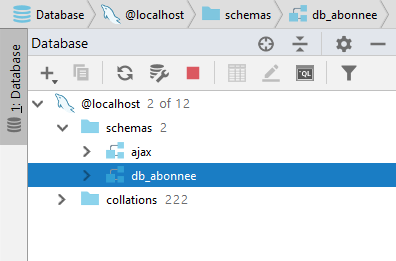 Database @localhost schemas db_abonnee
1: Database
Database
QL
@localhost 2 of 12
schemas 2
ajax
db_abonnee
collations 222